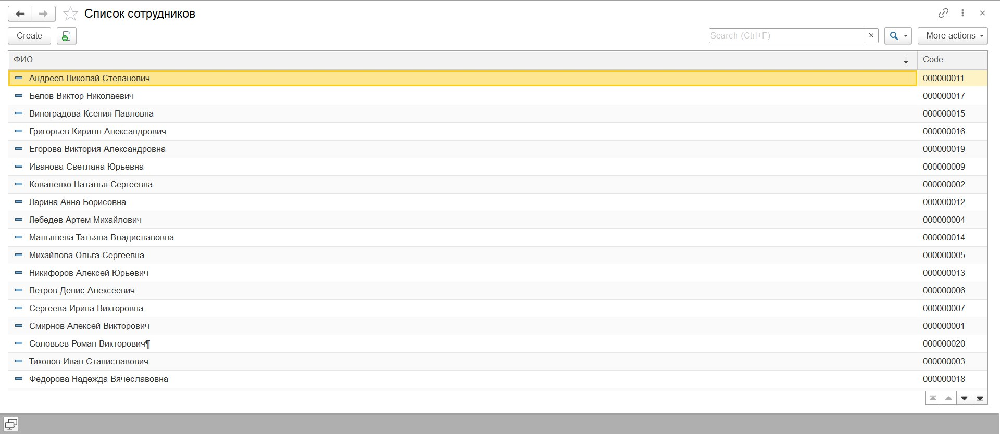 Список сотрудников
Create
Search (Ctrl+F)
More actions
ФИО Code
Андреев Николай Степанович 000000011
Белов Виктор Николаевич 000000017
Виноградова Ксения Павловна 000000015
Григорьев Кирилл Александрович 000000016
Егорова Виктория Александровна 000000019
Иванова Светлана Юрьевна 000000009
Коваленко Наталья Сергеевна 000000002
Ларина Анна Борисовна 000000012
Лебедев Артем Михайлович 000000004
Малышева Татьяна Владиславовна 000000014
Михайлова Ольга Сергеевна 000000005
Никифоров Алексей Юрьевич 000000013
Петров Денис Алексеевич 000000006
Сергеева Ирина Викторовна 000000007
Смирнов Алексей Викторович 000000001
Соловьев Роман Викторович¶ 000000020
Тихонов Иван Станиславович 000000003
Федорова Надежда Вячеславовна 000000018